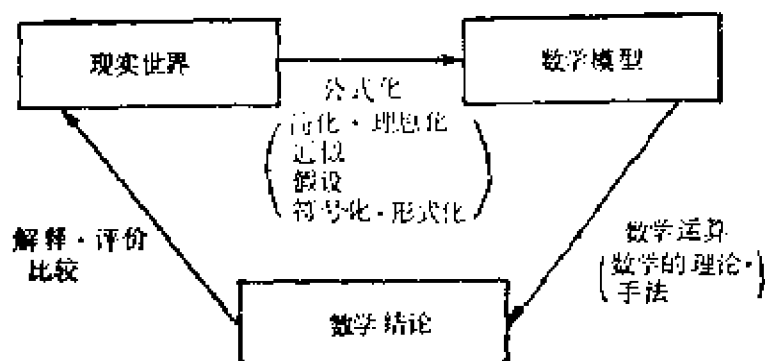 现实世界
数学模型
公式化
简化·理想化
近似
假设
符号化·形式化
解释·评价
比较
数学运算
(数学的理论·
手法
数学结论